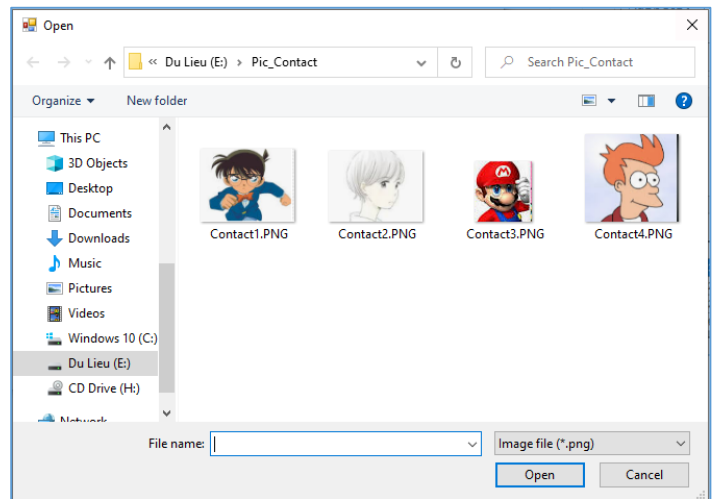 Open
« Du Lieu (E:) › Pic_Contact
Search Pic_Contact
Organize
New folder
This PC
3D Objects
Desktop
Documents
Downloads
Music
Pictures
Videos
Windows 10 (C:)
Du Lieu (E:)
CD Drive (H:)
Network
Contact1.PNG
Contact2.PNG
Contact3.PNG
Contact4.PNG
File name:
Image file (*.png)
Open
Cancel